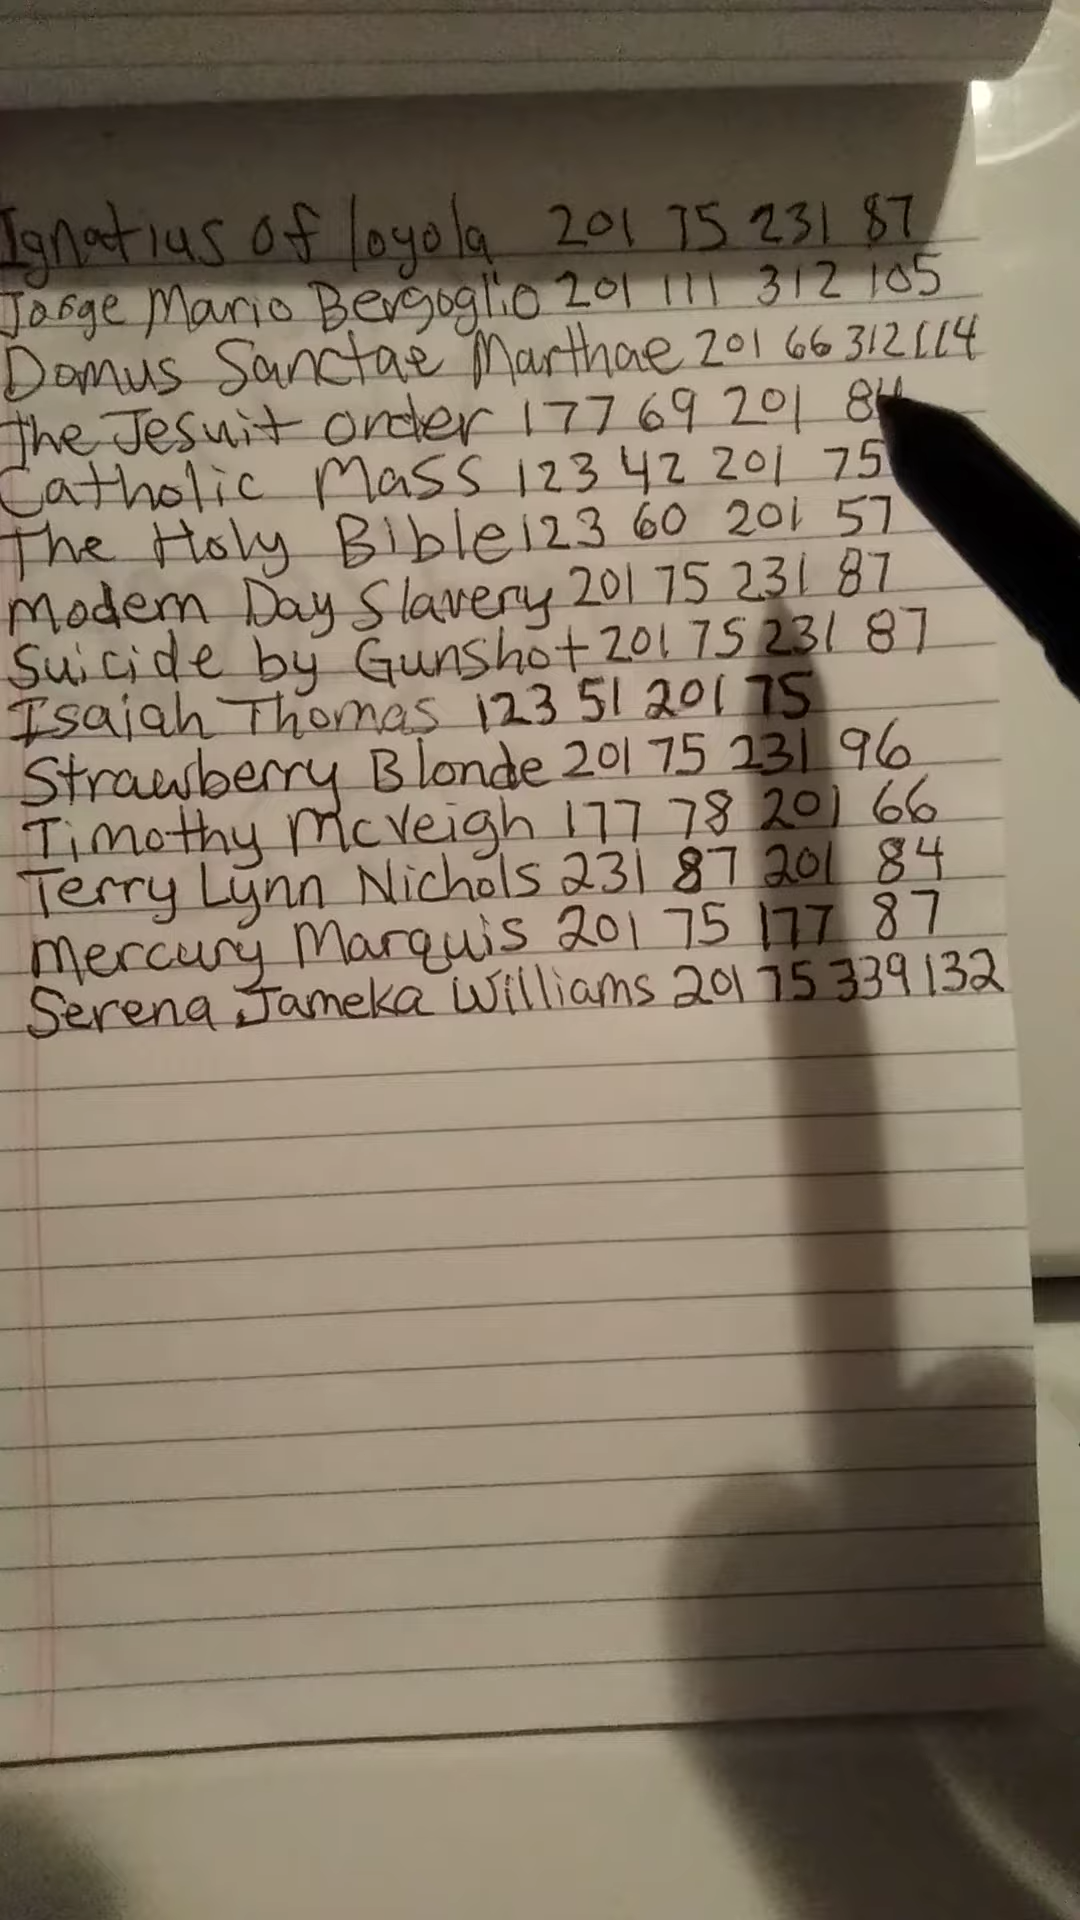 Ignatius of loyola 201 75 231 87
Jorge Mario Bergoglio 201 111 312 105
Domus Sanctae Marthae 201 66 312 114
The Jesuit order 177 69 201 84
Catholic Mass 123 42 201 75
The Holy Bible 123 60 201 57
Modern Day Slavery 201 75 231 87
Suicide by Gunshot 201 75 231 87
Isaiah Thomas 123 51 201 75
Strawberry Blonde 201 75 231 96
Timothy McVeigh 177 78 201 66
Terry Lynn Nichols 231 87 201 84
Mercury Marquis 201 75 177 87
Serena Jameka Williams 201 75 339 132